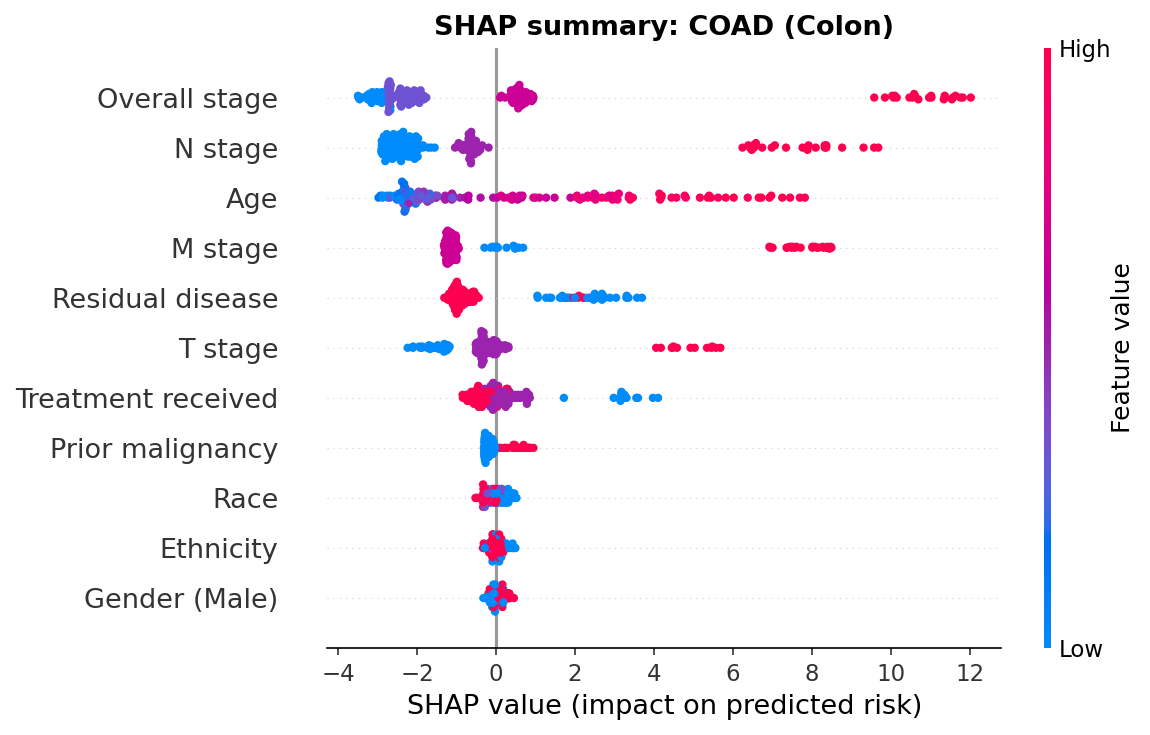 SHAP summary: COAD (Colon)
High
Overall stage
N stage
Age
M stage
Residual disease
T stage
Treatment received
Prior malignancy
Race
Ethnicity
Gender (Male)
Feature value
Low
−4 −2 0 2 4 6 8 10 12
SHAP value (impact on predicted risk)